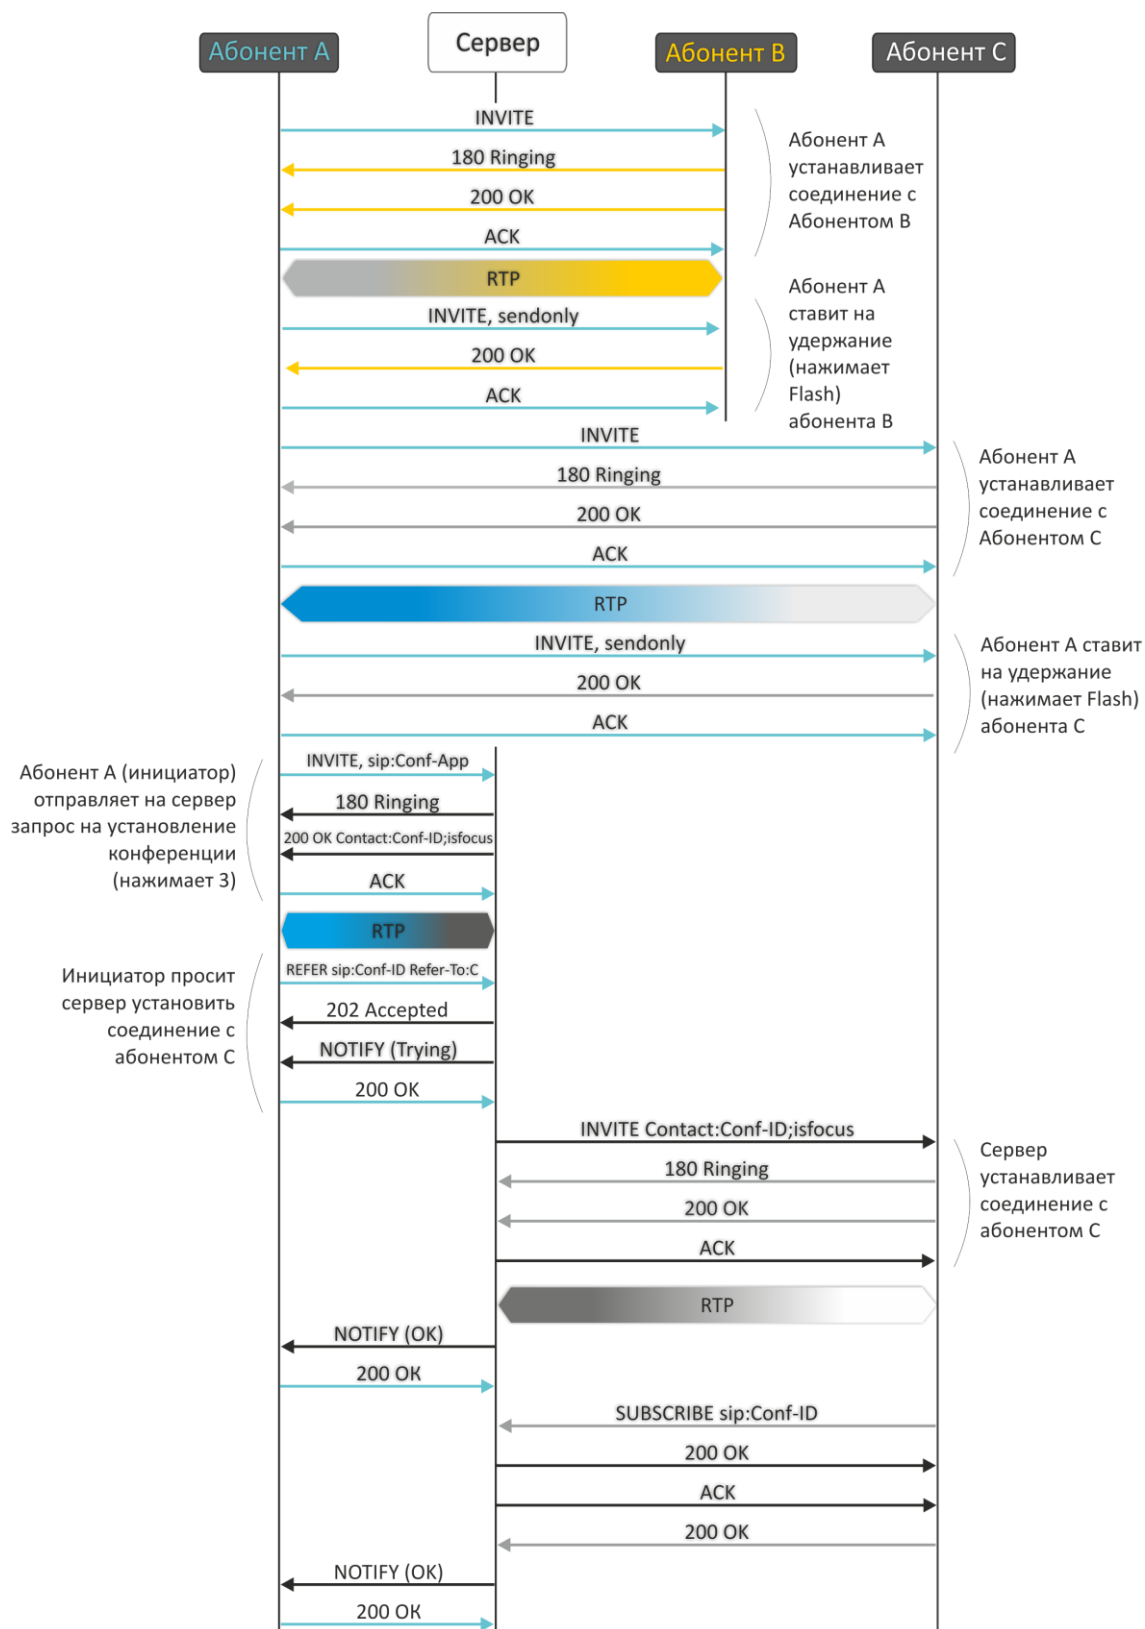 Абонент А
Сервер
Абонент В
Абонент С
INVITE
180 Ringing
200 OK
ACK
Абонент А
устанавливает
соединение с
Абонентом В
RTP
INVITE, sendonly
200 OK
ACK
Абонент А
ставит на
удержание
(нажимает
Flash)
абонента В
INVITE
180 Ringing
200 OK
ACK
Абонент А
устанавливает
соединение с
Абонентом С
RTP
INVITE, sendonly
200 OK
ACK
Абонент А ставит
на удержание
(нажимает Flash)
абонента С
Абонент А (инициатор)
отправляет на сервер
запрос на установление
конференции
(нажимает 3)
INVITE, sip:Conf-App
180 Ringing
200 OK Contact:Conf-ID;isfocus
ACK
RTP
Инициатор просит
сервер установить
соединение с
абонентом С
REFER sip:Conf-ID Refer-To:C
202 Accepted
NOTIFY (Trying)
200 OK
INVITE Contact:Conf-ID;isfocus
180 Ringing
200 OK
ACK
Сервер
устанавливает
соединение с
абонентом С
RTP
NOTIFY (OK)
200 OK
SUBSCRIBE sip:Conf-ID
200 OK
ACK
200 OK
NOTIFY (OK)
200 OK